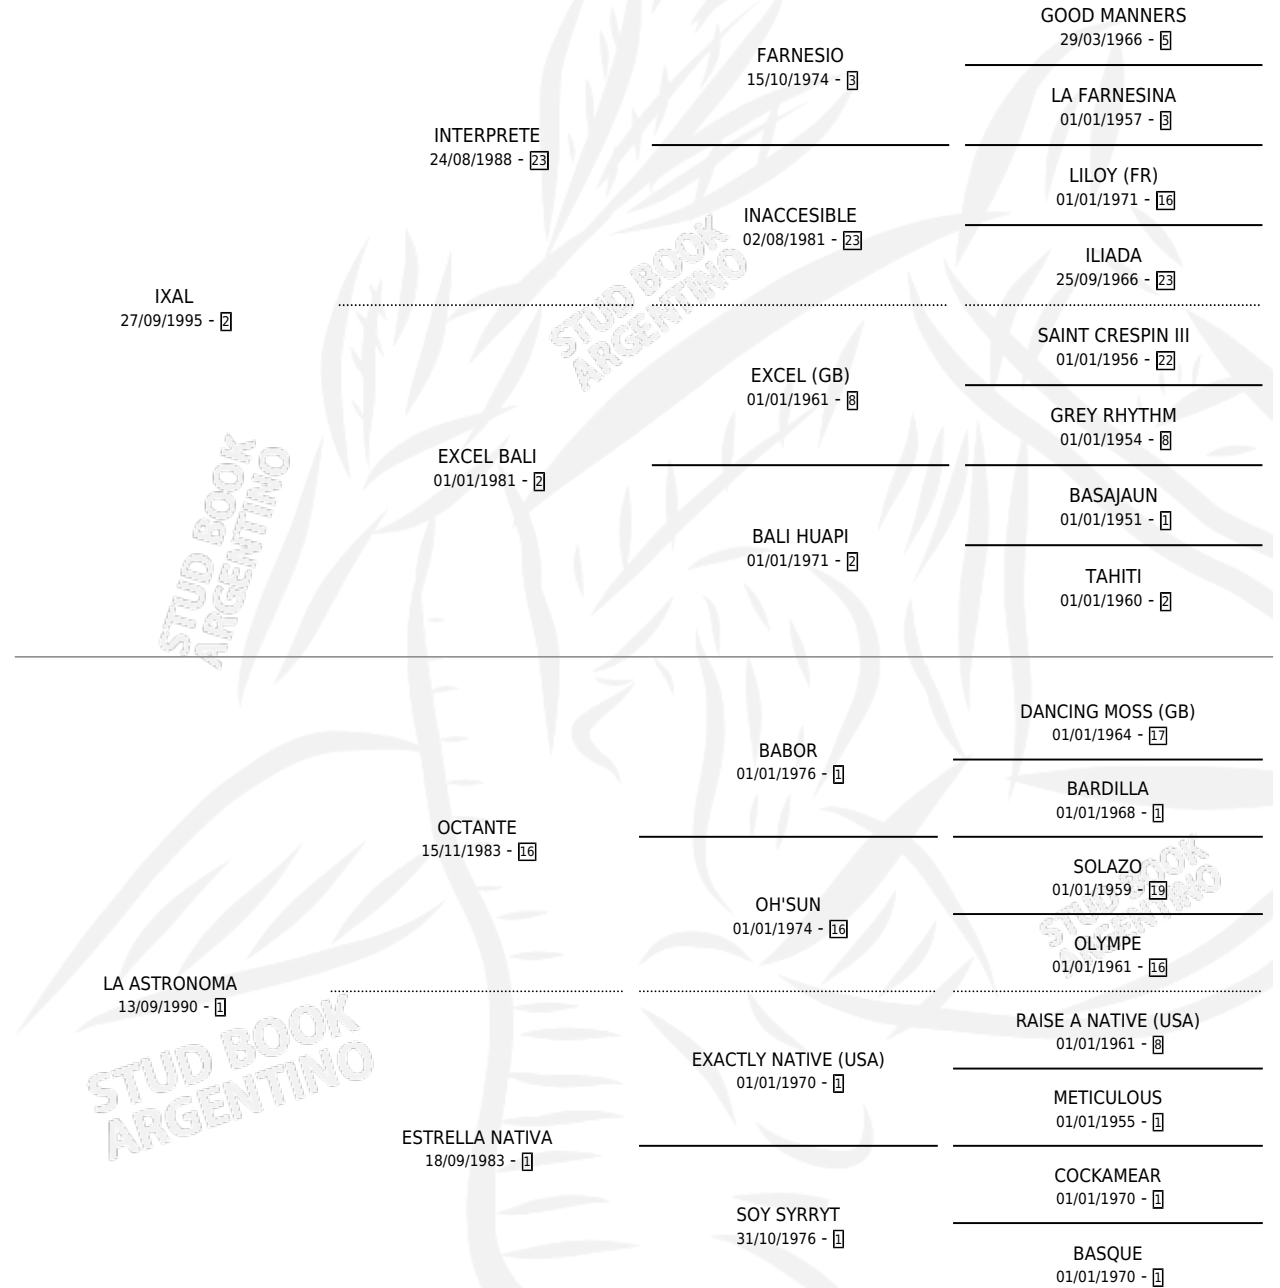 GOOD MANNERS
29/03/1966 - 5
FARNESIO
15/10/1974 - 3
LA FARNESINA
01/01/1957 - 3
INTERPRETE
24/08/1988 - 23
LILOY (FR)
01/01/1971 - 16
INACCESIBLE
02/08/1981 - 23
ILIADA
25/09/1966 - 23
IXAL
27/09/1995 - 2
SAINT CRESPIN III
01/01/1956 - 22
EXCEL (GB)
01/01/1961 - 8
GREY RHYTHM
01/01/1954 - 8
EXCEL BALI
01/01/1981 - 2
BASAJAUN
01/01/1951 - 1
BALI HUAPI
01/01/1971 - 2
TAHITI
01/01/1960 - 2
DANCING MOSS (GB)
01/01/1964 - 17
BABOR
01/01/1976 - 1
BARDILLA
01/01/1968 - 1
OCTANTE
15/11/1983 - 16
SOLAZO
01/01/1959 - 19
OH'SUN
01/01/1974 - 16
OLYMPE
01/01/1961 - 16
LA ASTRONOMA
13/09/1990 - 1
RAISE A NATIVE (USA)
01/01/1961 - 8
EXACTLY NATIVE (USA)
01/01/1970 - 1
METICULOUS
01/01/1955 - 1
ESTRELLA NATIVA
18/09/1983 - 1
COCKAMEAR
01/01/1970 - 1
SOY SYRRYT
31/10/1976 - 1
BASQUE
01/01/1970 - 1
STUD BOOK
ARGENTINO
STUD BOOK
ARGENTINO
STUD BOOK
ARGENTINO
STUD BOOK
ARGENTINO